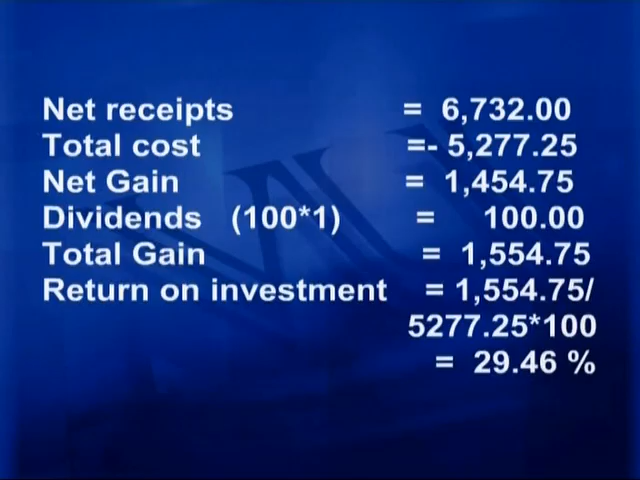 Net receipts = 6,732.00
Total cost =- 5,277.25
Net Gain = 1,454.75
Dividends (100*1) = 100.00
Total Gain = 1,554.75
Return on investment = 1,554.75/
5277.25*100
= 29.46 %